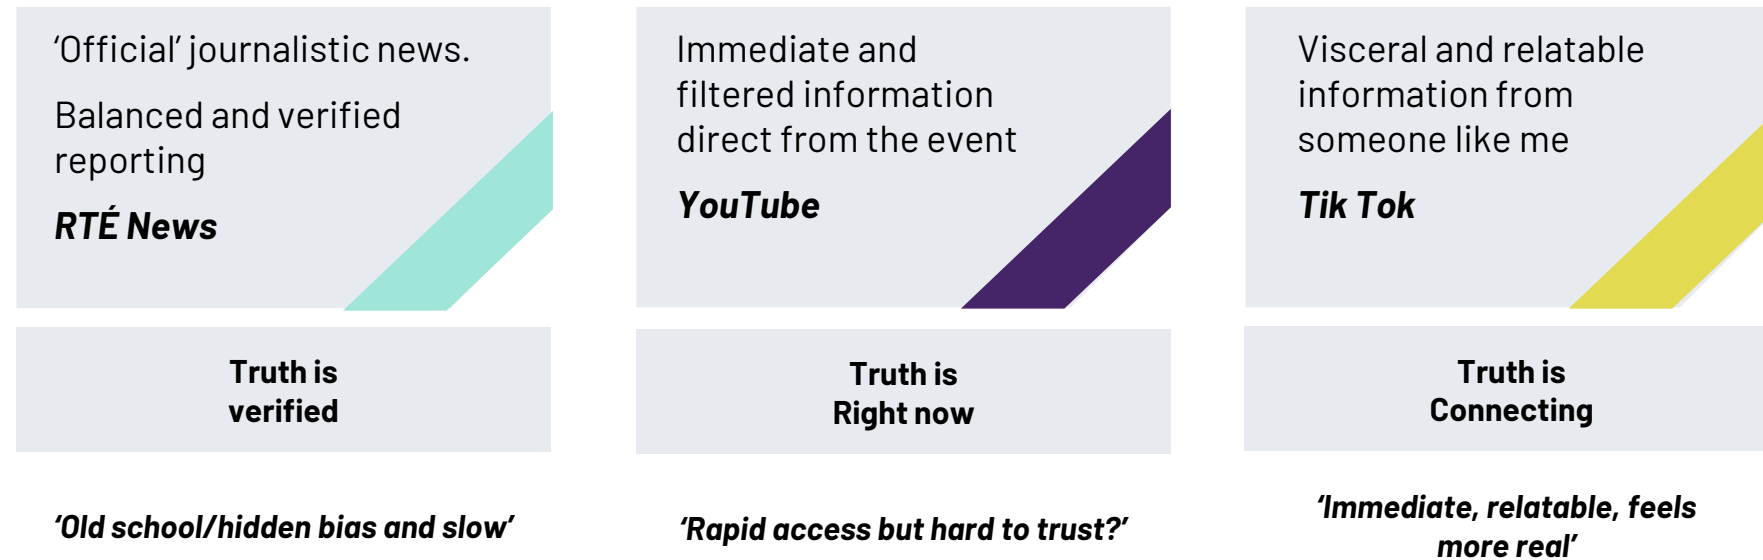 ‘Official’ journalistic news.
Balanced and verified
reporting
RTÉ News
Truth is
verified
‘Old school/hidden bias and slow’
Immediate and
filtered information
direct from the event
YouTube
Truth is
Right now
‘Rapid access but hard to trust?’
Visceral and relatable
information from
someone like me
Tik Tok
Truth is
Connecting
‘Immediate, relatable, feels
more real’